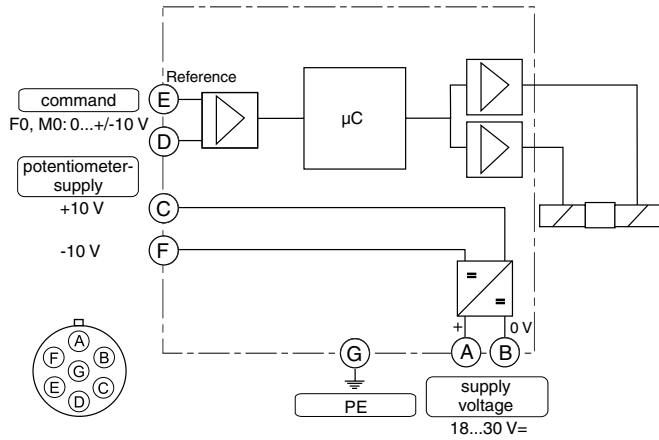 Reference
command
E
F0, M0: 0...+/-10 V
D
µC
potentiometer-
supply
+10 V
C
-10 V
F
=
=
+
0 V
G
A
B
PE
supply
voltage
18...30 V=
A
F
B
G
E
C
D